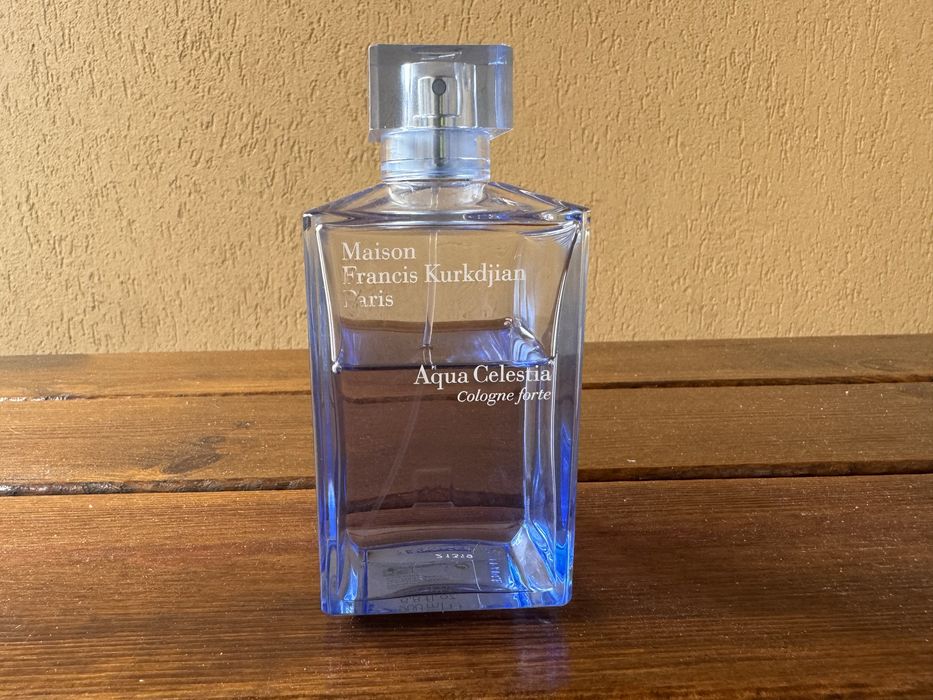 Maison
Francis Kurkdjian
Paris
Aqua Celestia
Cologne forte